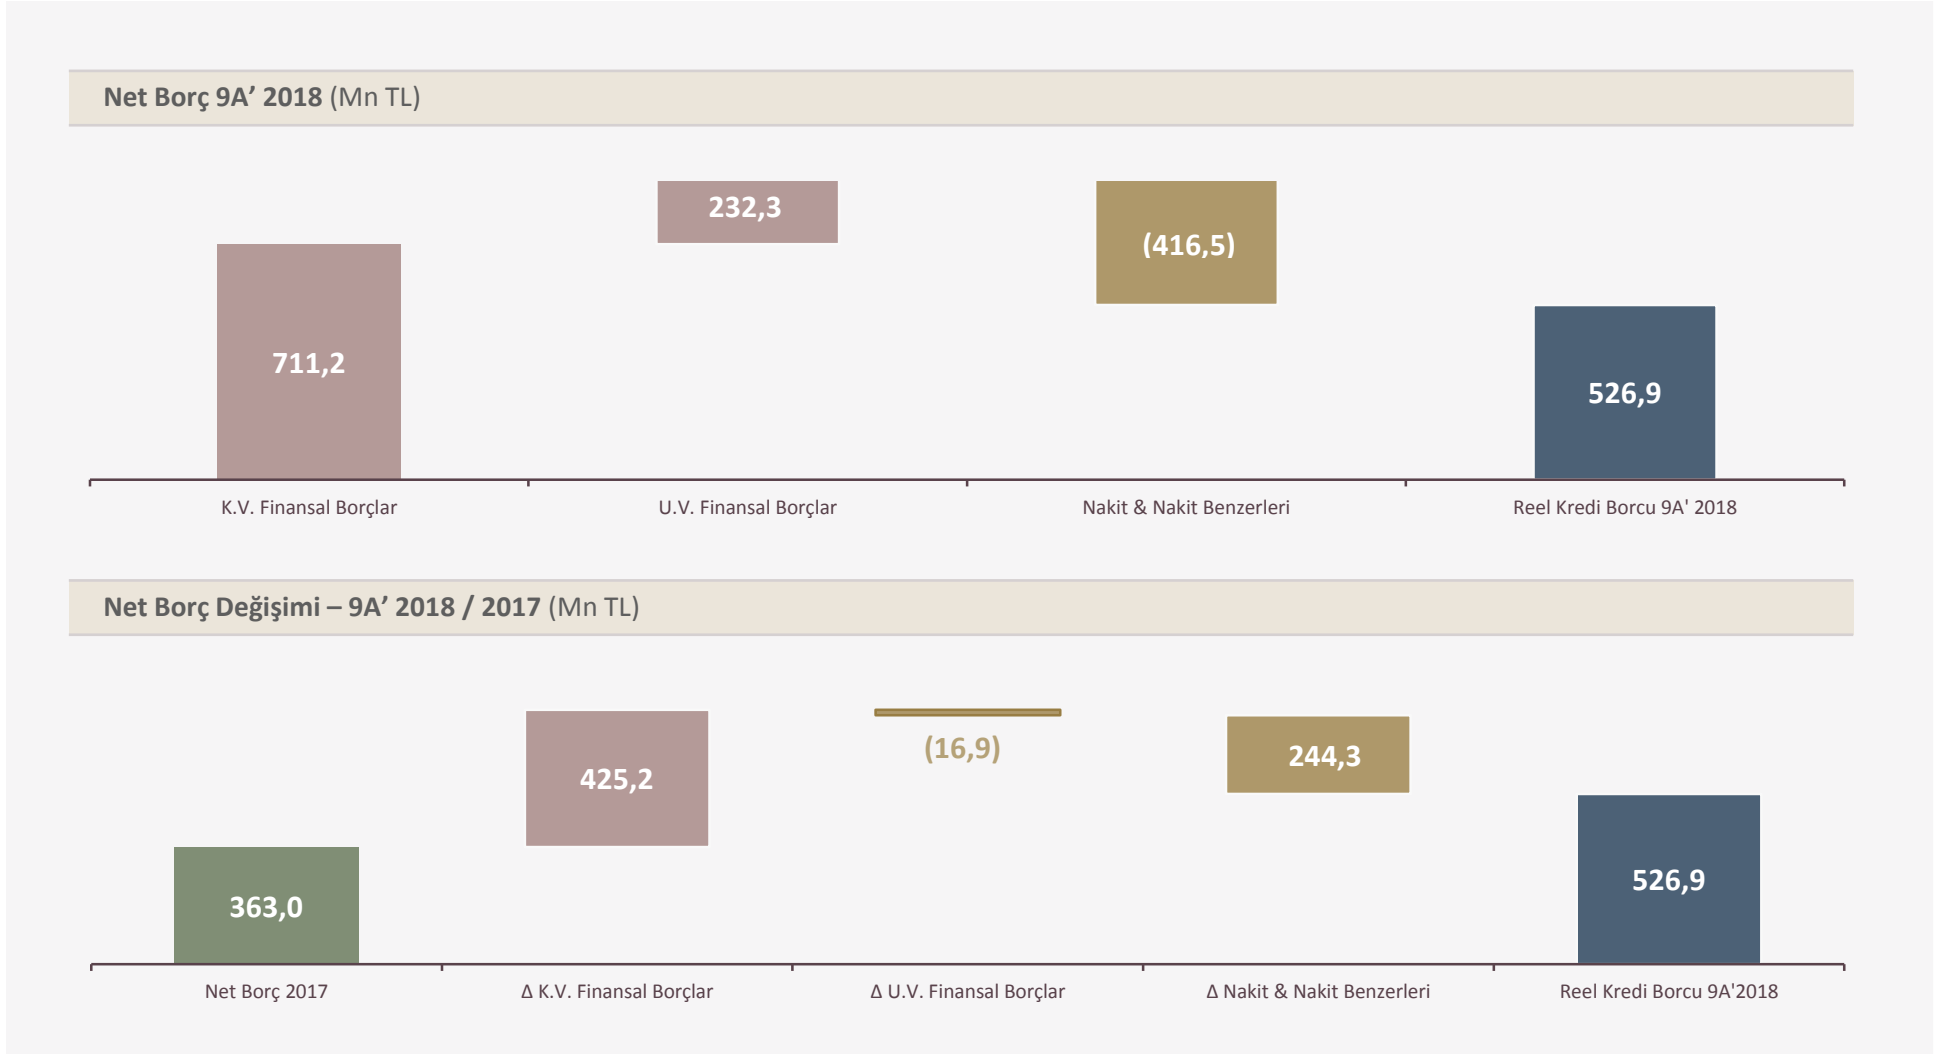 Net Borç 9A’ 2018 (Mn TL)
232,3
(416,5)
711,2
526,9
K.V. Finansal Borçlar
U.V. Finansal Borçlar
Nakit & Nakit Benzerleri
Reel Kredi Borcu 9A' 2018
Net Borç Değişimi – 9A’ 2018 / 2017 (Mn TL)
425,2
(16,9)
244,3
363,0
526,9
Net Borç 2017
Δ K.V. Finansal Borçlar
Δ U.V. Finansal Borçlar
Δ Nakit & Nakit Benzerleri
Reel Kredi Borcu 9A'2018